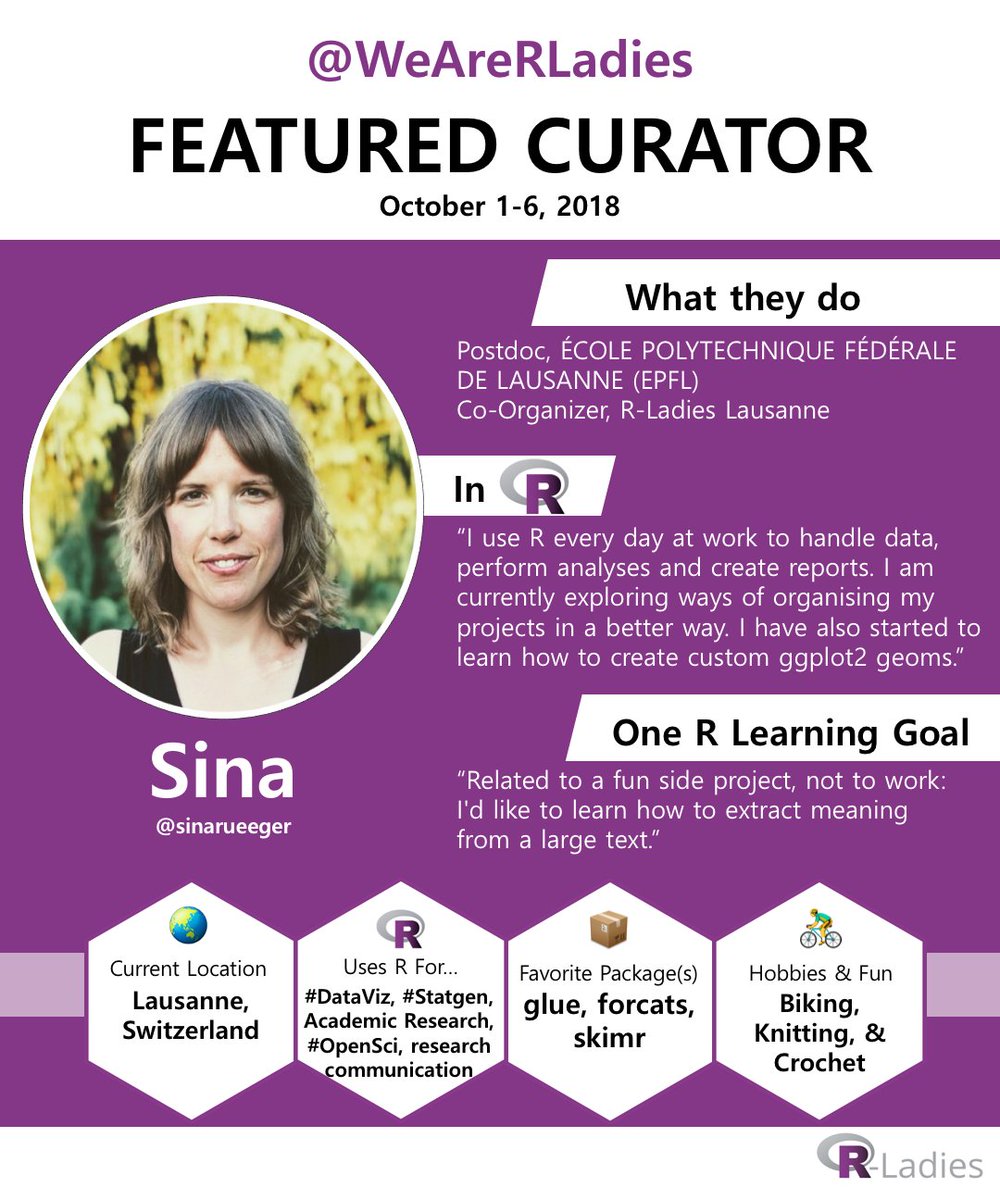 @WeAreRLadies
FEATURED CURATOR
October 1-6, 2018
What they do
Postdoc, ÉCOLE POLYTECHNIQUE FÉDÉRALE
DE LAUSANNE (EPFL)
Co-Organizer, R-Ladies Lausanne
In R
“I use R every day at work to handle data,
perform analyses and create reports. I am
currently exploring ways of organising my
projects in a better way. I have also started to
learn how to create custom ggplot2 geoms.”
One R Learning Goal
“Related to a fun side project, not to work:
I'd like to learn how to extract meaning
from a large text.”
Sina
@sinarueeger
Current Location
Lausanne,
Switzerland
R
Uses R For...
#DataViz, #Statgen,
Academic Research,
#OpenSci, research
communication
Favorite Package(s)
glue, forcats,
skimr
Hobbies & Fun
Biking,
Knitting, &
Crochet
R-Ladies